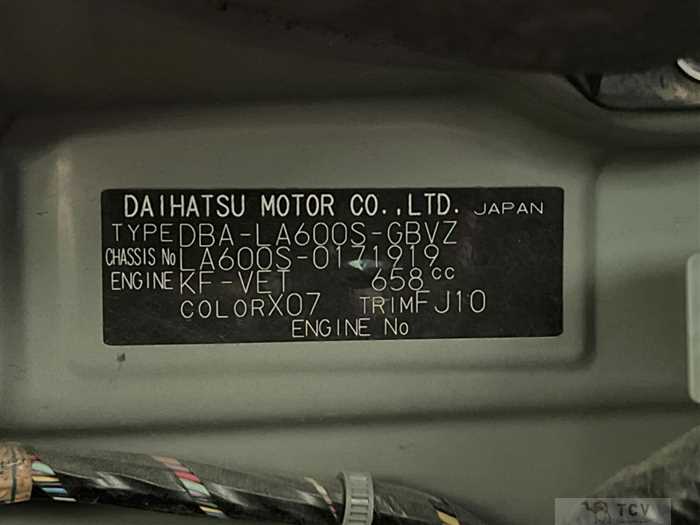 DAIHATSU MOTOR CO.,LTD. JAPAN
TYPE DBA-LA600S-GBVZ
CHASSIS No LA600S-0171919
ENGINE KF-VET 658cc
COLOR X07 TRIM FJ10
ENGINE No
TCV